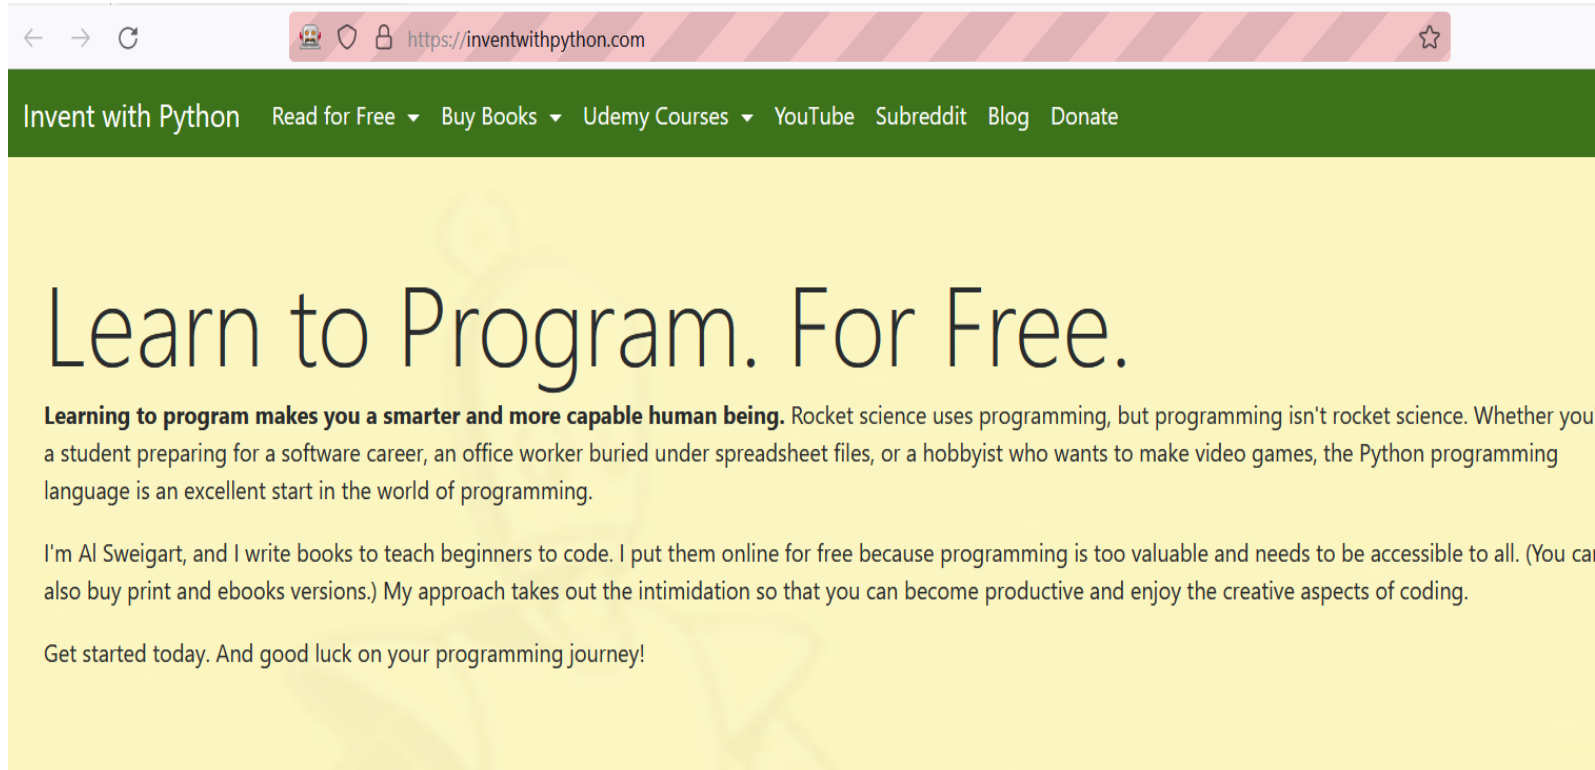 https://inventwithpython.com
Invent with Python Read for Free Buy Books Udemy Courses YouTube Subreddit Blog Donate
Learn to Program. For Free.
Learning to program makes you a smarter and more capable human being. Rocket science uses programming, but programming isn't rocket science. Whether you
a student preparing for a software career, an office worker buried under spreadsheet files, or a hobbyist who wants to make video games, the Python programming
language is an excellent start in the world of programming.
I'm Al Sweigart, and I write books to teach beginners to code. I put them online for free because programming is too valuable and needs to be accessible to all. (You can
also buy print and ebooks versions.) My approach takes out the intimidation so that you can become productive and enjoy the creative aspects of coding.
Get started today. And good luck on your programming journey!